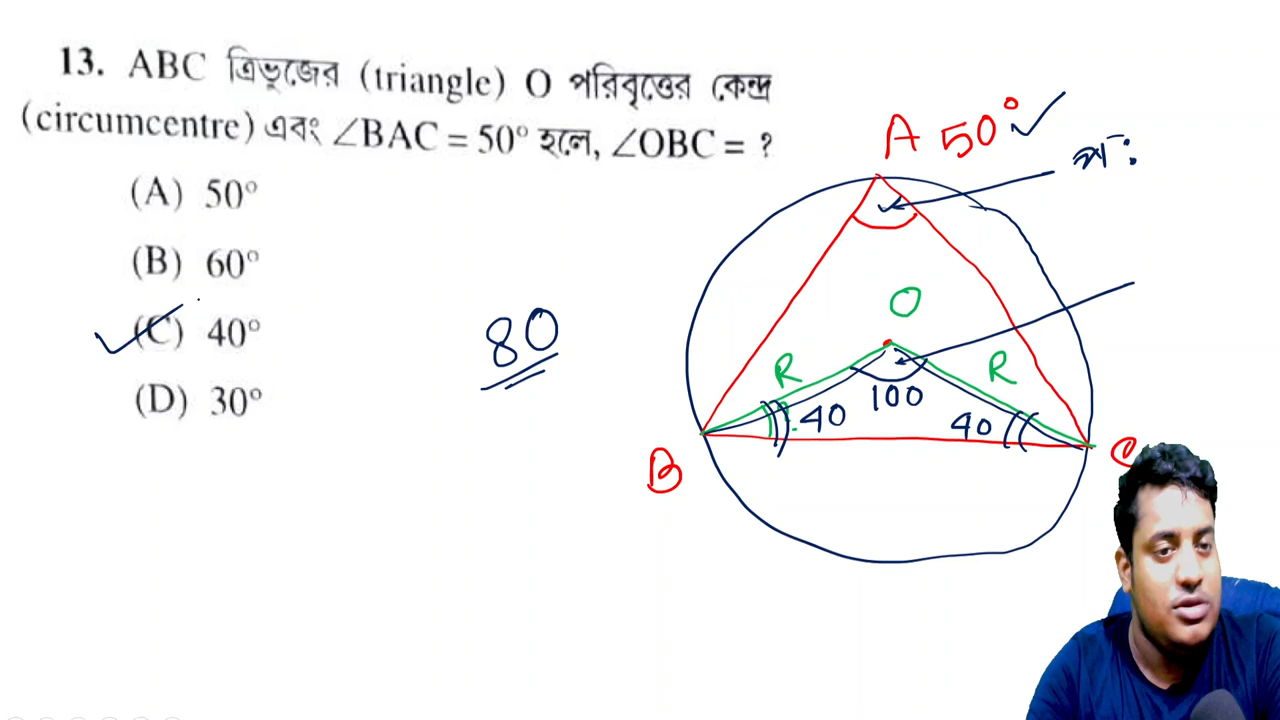 13. ABC ত্রিভুজের (triangle) O পরিবৃত্তের কেন্দ্র
(circumcentre) এবং ∠BAC = 50° হলে, ∠OBC = ?
(A) 50°
(B) 60°
(C) 40°
(D) 30°
80
A 50°
O
R R
40 100 40
B C